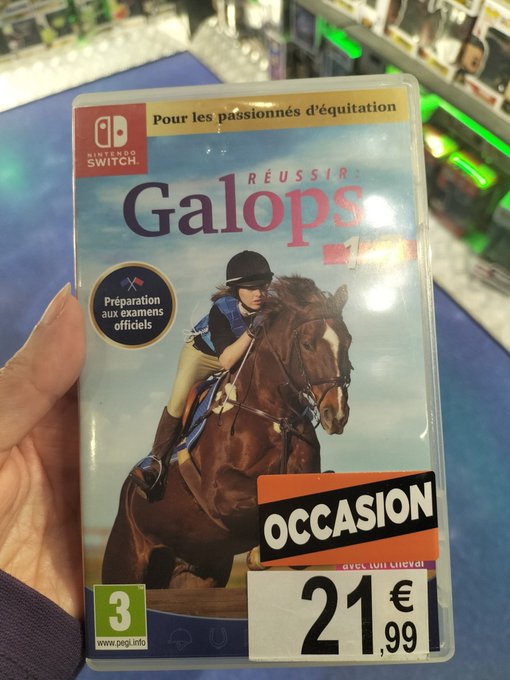 Pour les passionnés d'équitation
NINTENDO
SWITCH
RÉUSSIR :
Galops
1
Préparation
aux examens
officiels
OCCASION
avec ton cheval
3
www.pegi.info
21€
,99